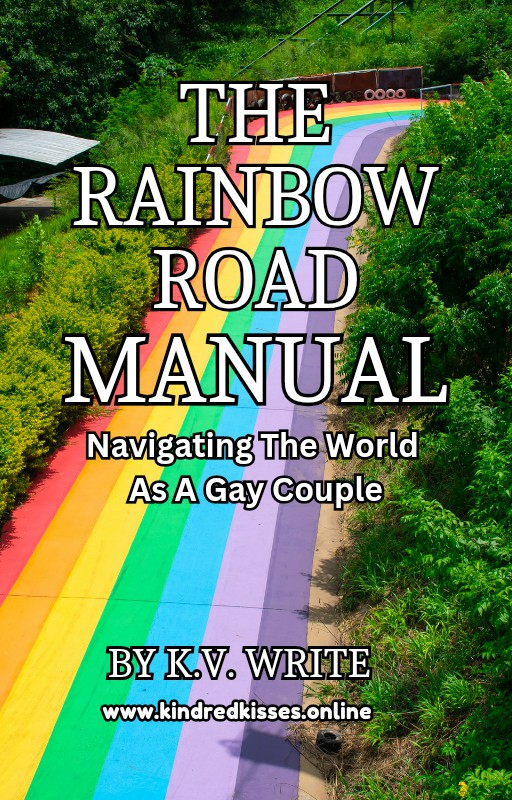 THE
RAINBOW
ROAD
MANUAL
Navigating The World
As A Gay Couple
BY K.V. WRITE
www.kindredkisses.online